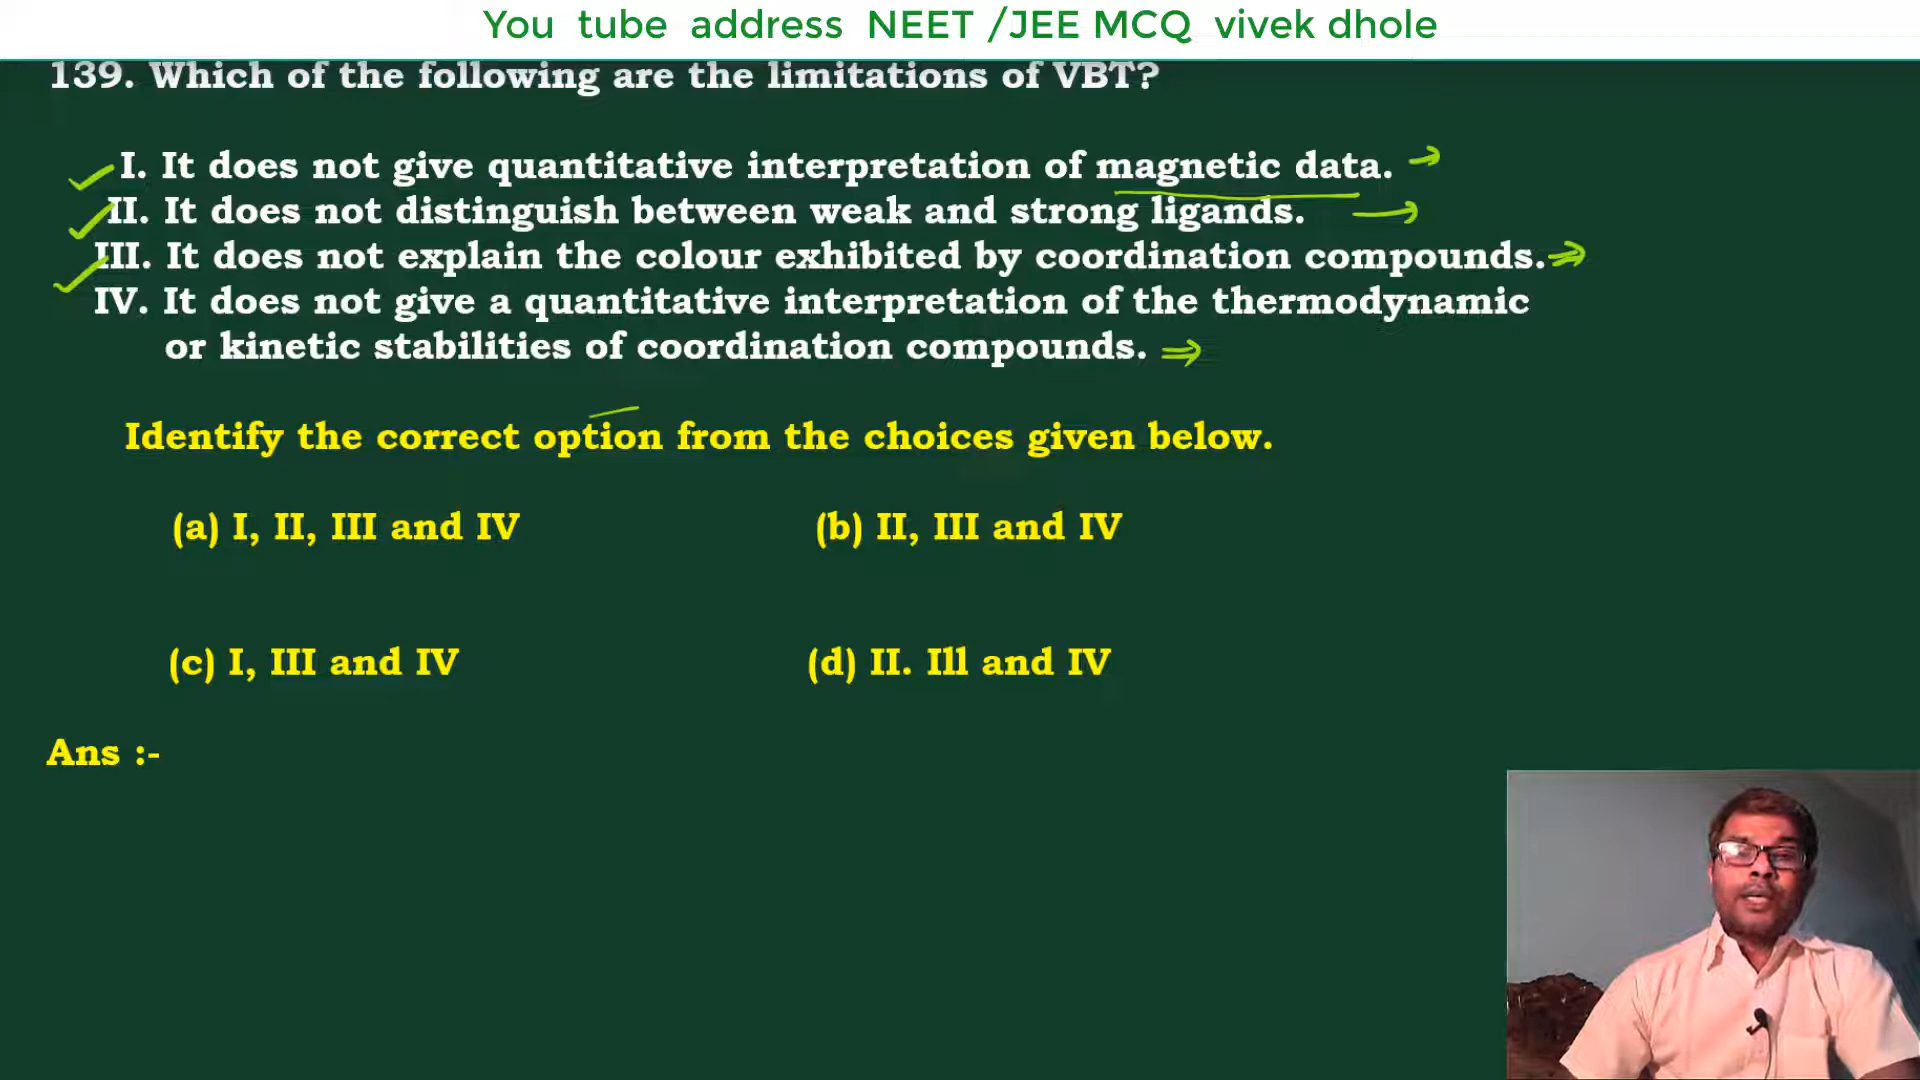 You tube address NEET /JEE MCQ vivek dhole
139. Which of the following are the limitations of VBT?
I. It does not give quantitative interpretation of magnetic data.
II. It does not distinguish between weak and strong ligands.
III. It does not explain the colour exhibited by coordination compounds.
IV. It does not give a quantitative interpretation of the thermodynamic
or kinetic stabilities of coordination compounds.
Identify the correct option from the choices given below.
(a) I, II, III and IV (b) II, III and IV
(c) I, III and IV (d) II. Ill and IV
Ans :-